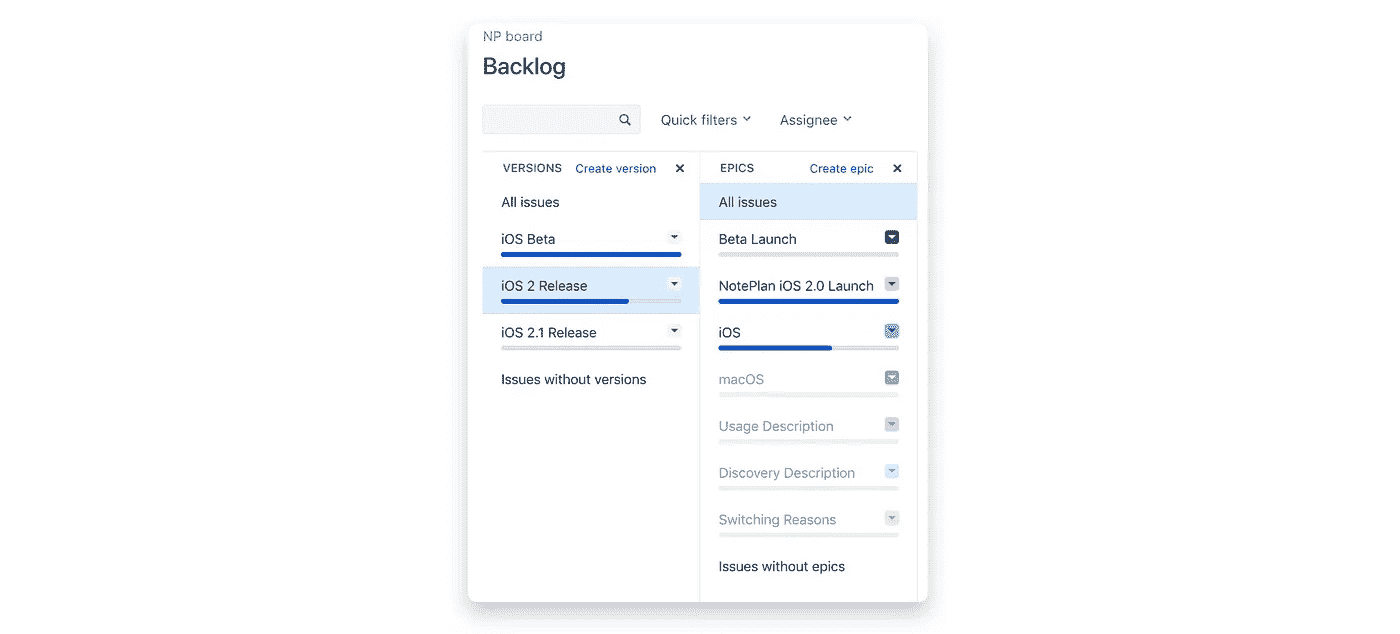 NP board
Backlog
Quick filters Assignee
VERSIONS Create version
All issues
iOS Beta
iOS 2 Release
iOS 2.1 Release
Issues without versions
EPICS Create epic
All issues
Beta Launch
NotePlan iOS 2.0 Launch
iOS
macOS
Usage Description
Discovery Description
Switching Reasons
Issues without epics